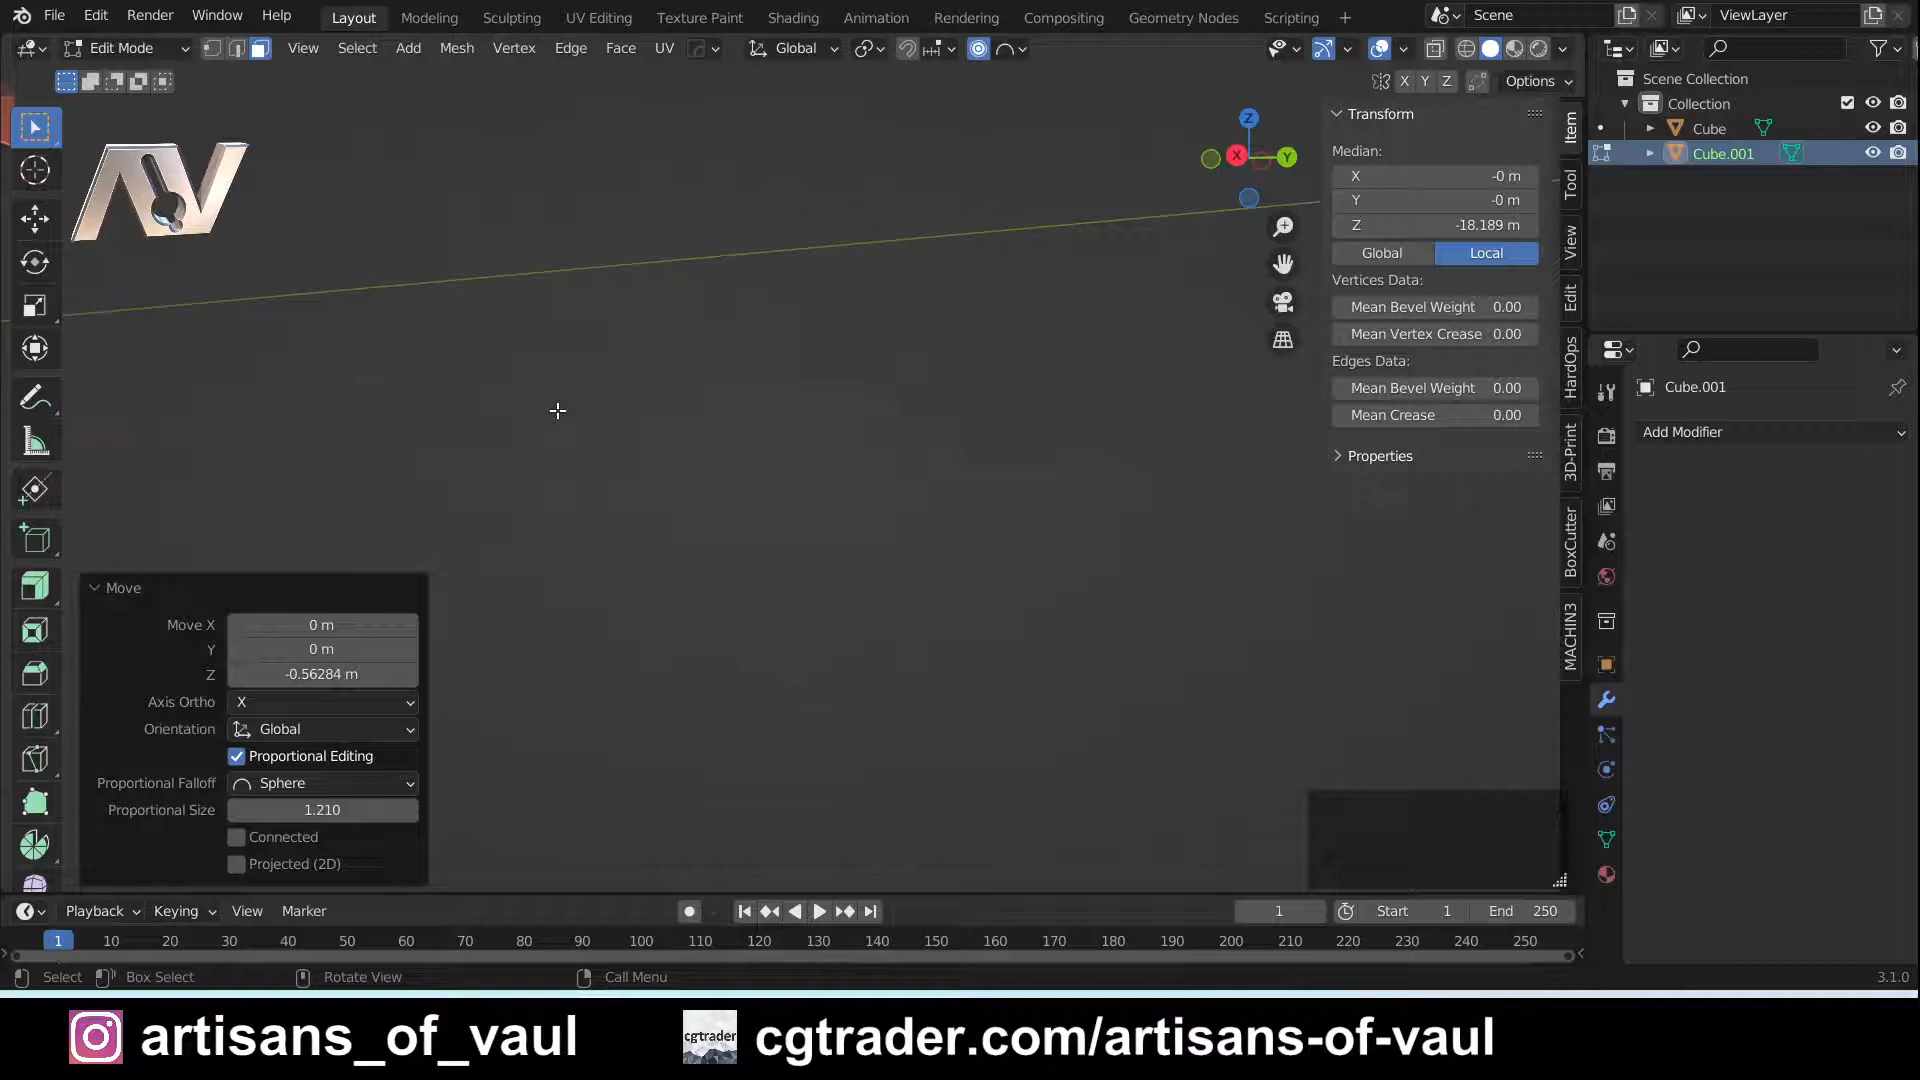 File Edit Render Window Help Layout Modeling Sculpting UV Editing Texture Paint Shading Animation Rendering Compositing Geometry Nodes Scripting + Scene ViewLayer
Edit Mode View Select Add Mesh Vertex Edge Face UV Global
X Y Z Options
Scene Collection
Collection
Cube
Cube.001
AV
Z
X
Y
Transform
Median:
X -0 m
Y -0 m
Z -18.189 m
Global Local
Vertices Data:
Mean Bevel Weight 0.00
Mean Vertex Crease 0.00
Edges Data:
Mean Bevel Weight 0.00
Mean Crease 0.00
Properties
Item
Tool
View
Edit
HardOps
3D-Print
BoxCutter
MACHIN3
Cube.001
Add Modifier
Move
Move X 0 m
Y 0 m
Z -0.56284 m
Axis Ortho X
Orientation Global
Proportional Editing
Proportional Falloff Sphere
Proportional Size 1.210
Connected
Projected (2D)
Playback Keying View Marker 1 Start 1 End 250
1 10 20 30 40 50 60 70 80 90 100 110 120 130 140 150 160 170 180 190 200 210 220 230 240 250
Select Box Select Rotate View Call Menu 3.1.0
artisans_of_vaul cgtrader cgtrader.com/artisans-of-vaul